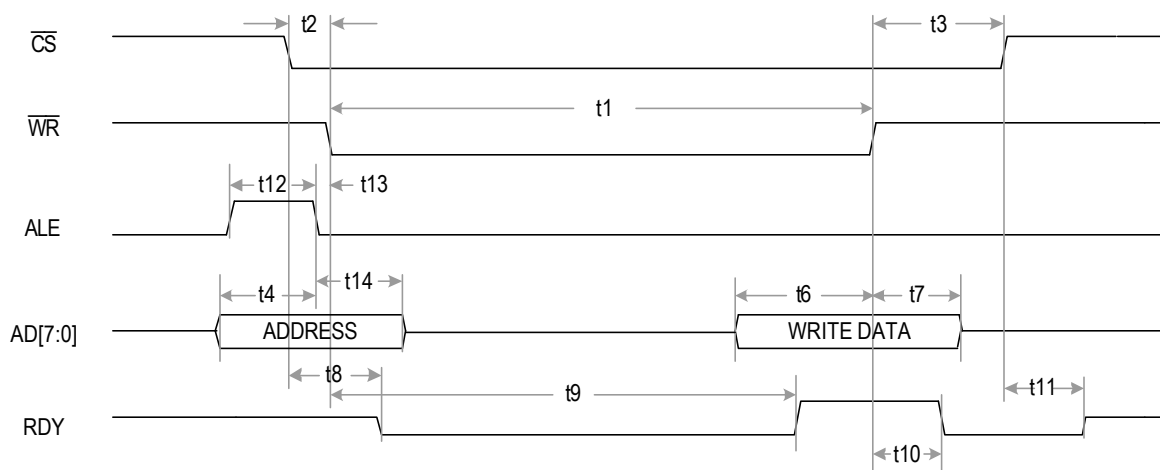 t2
t3
CS
t1
WR
t12
t13
ALE
t4
t14
t6
t7
AD[7:0]
ADDRESS
WRITE DATA
t8
t9
t11
RDY
t10